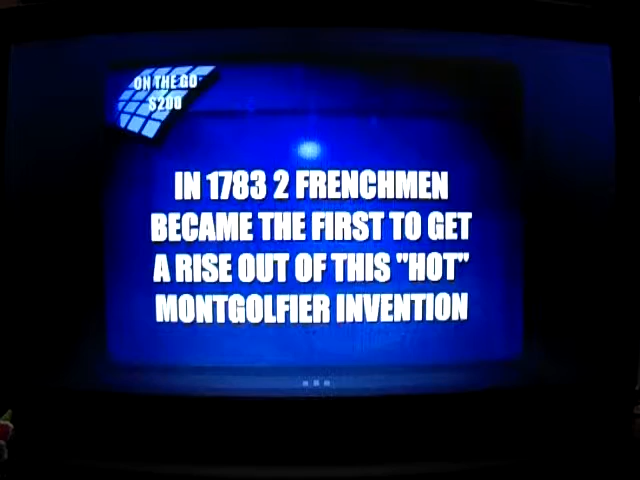 ON THE GO
$200
IN 1783 2 FRENCHMEN
BECAME THE FIRST TO GET
A RISE OUT OF THIS "HOT"
MONTGOLFIER INVENTION